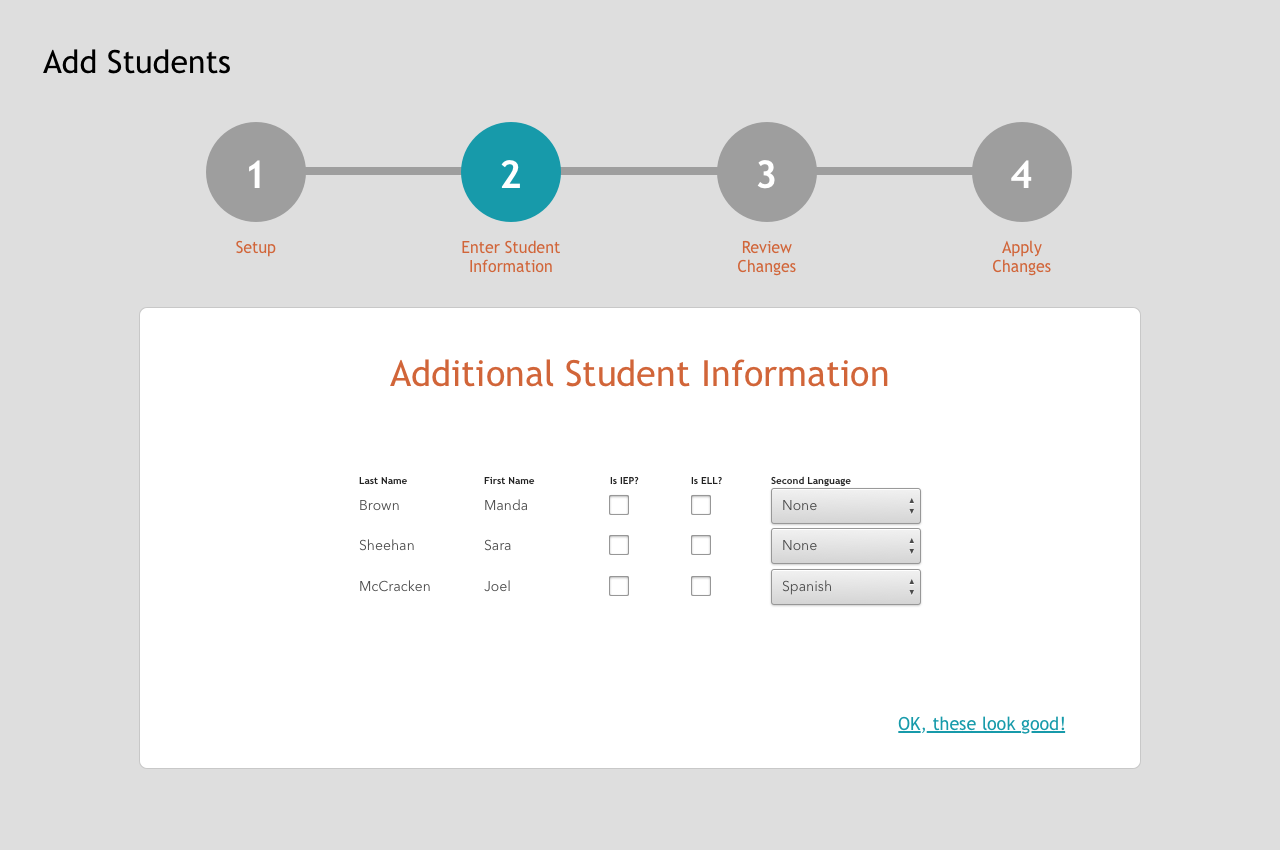 Add Students
1 2 3 4
Setup
Enter Student
Information
Review
Changes
Apply
Changes
Additional Student Information
Last Name First Name Is IEP? Is ELL? Second Language
Brown Manda None
Sheehan Sara None
McCracken Joel Spanish
OK, these look good!